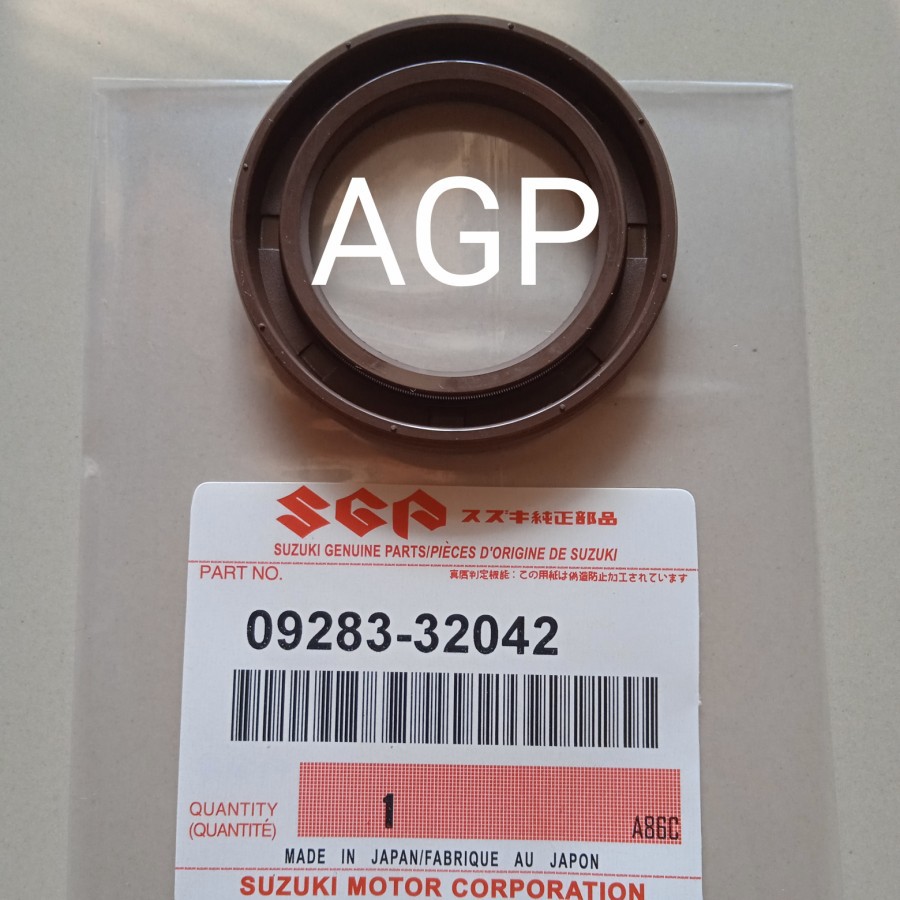 AGP
SGP スズキ純正部品
SUZUKI GENUINE PARTS/PIÈCES D'ORIGINE DE SUZUKI
PART NO. 真贋判定機能：この用紙は偽造防止加工されています
09283-32042
QUANTITY 1
(QUANTITÉ) A86C
MADE IN JAPAN/FABRIQUE AU JAPON
SUZUKI MOTOR CORPORATION